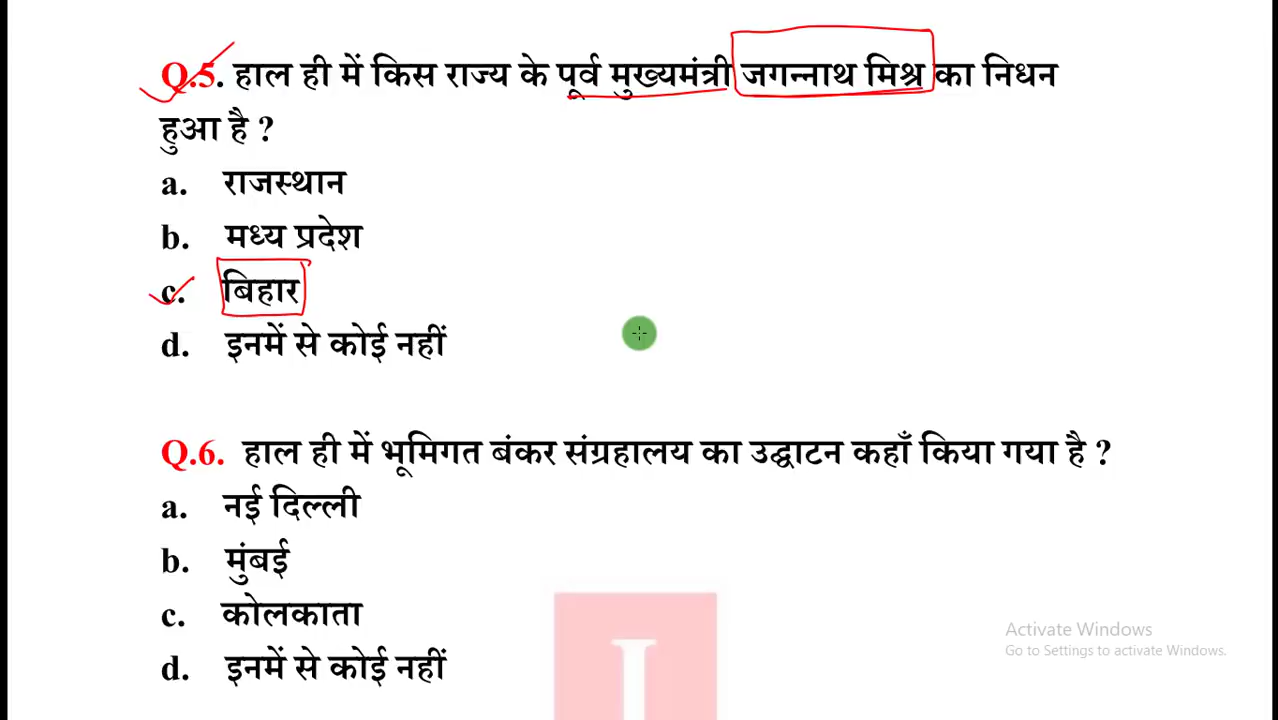 Q.5. हाल ही में किस राज्य के पूर्व मुख्यमंत्री जगन्नाथ मिश्र का निधन
हुआ है ?
a. राजस्थान
b. मध्य प्रदेश
c. बिहार
d. इनमें से कोई नहीं
Q.6. हाल ही में भूमिगत बंकर संग्रहालय का उद्घाटन कहाँ किया गया है ?
a. नई दिल्ली
b. मुंबई
c. कोलकाता
d. इनमें से कोई नहीं
I
Activate Windows
Go to Settings to activate Windows.